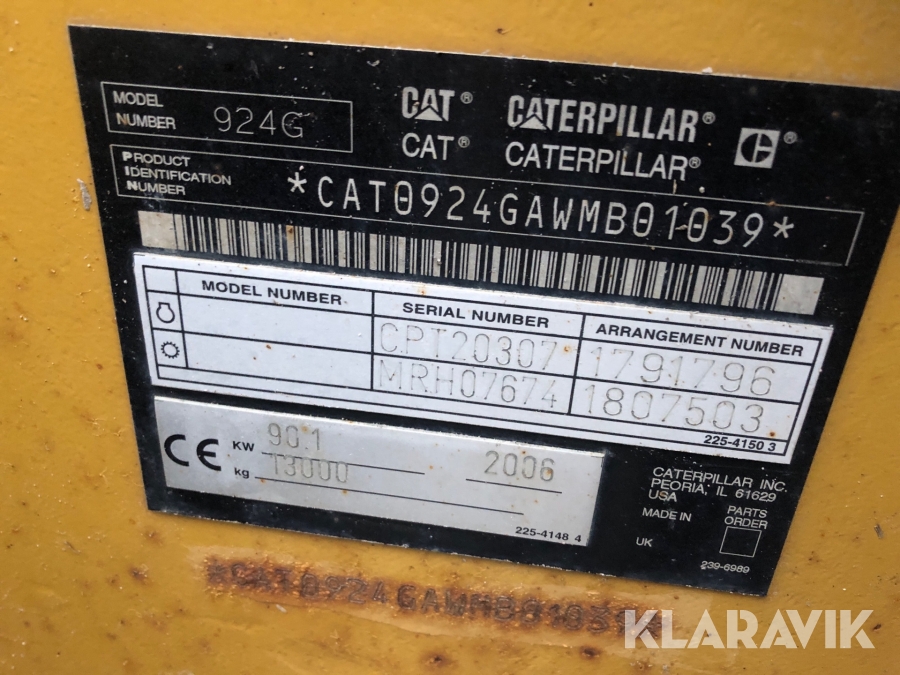 MODEL NUMBER 924G
CAT® CATERPILLAR® ®
CAT® CATERPILLAR®
PRODUCT IDENTIFICATION NUMBER *CAT0924GAWMB01039*
MODEL NUMBER SERIAL NUMBER ARRANGEMENT NUMBER
CPT20307 1791796
MRH07674 1807503
225-4150 3
CE KW 90.1
kg 13000 2006
225-4148 4
CATERPILLAR INC.
PEORIA, IL 61629
USA
MADE IN
UK
PARTS ORDER
239-6989
*CAT0924GAWMB01039*
KLARAVIK